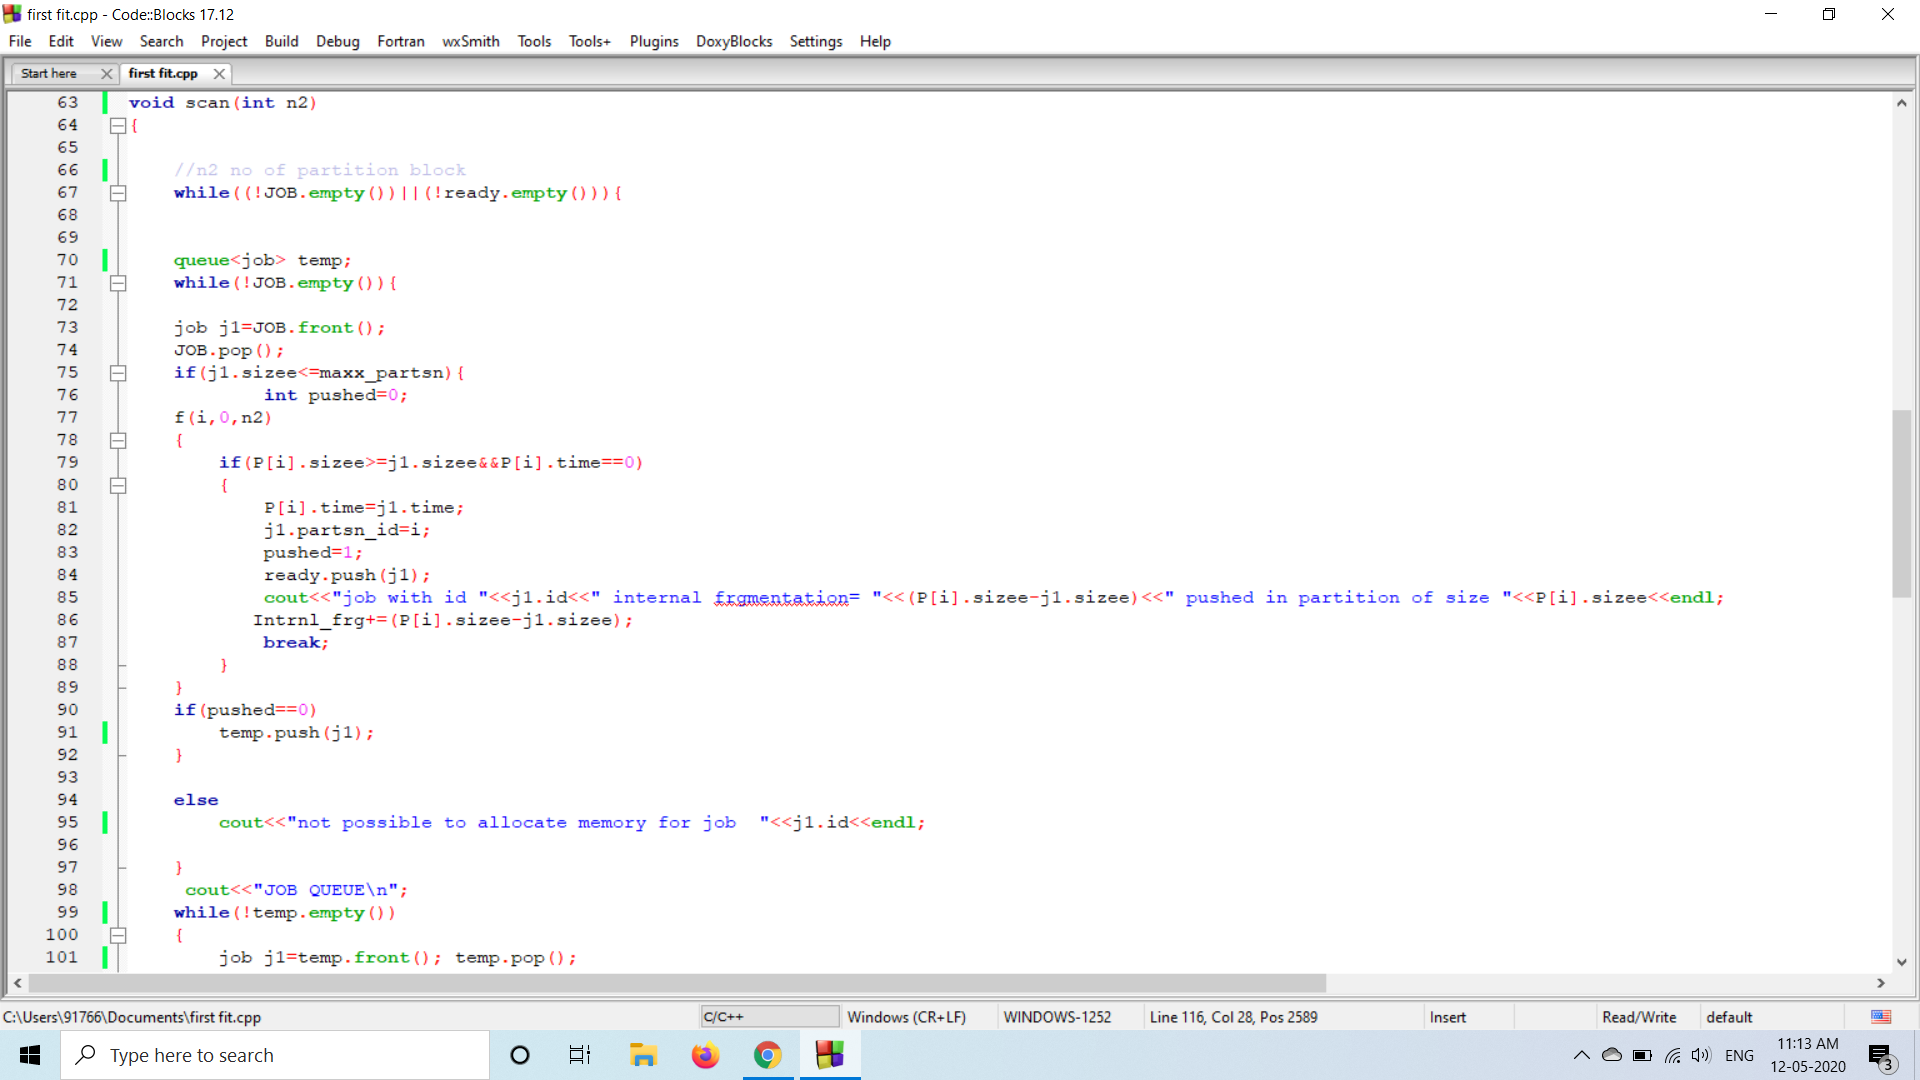 first fit.cpp - Code::Blocks 17.12
File Edit View Search Project Build Debug Fortran wxSmith Tools Tools+ Plugins DoxyBlocks Settings Help
Start here first fit.cpp
63 void scan(int n2)
64 {
65
66 //n2 no of partition block
67 while((!JOB.empty())||(!ready.empty())){
68
69
70 queue<job> temp;
71 while(!JOB.empty()){
72
73 job j1=JOB.front();
74 JOB.pop();
75 if(j1.sizee<=maxx_partsn){
76 int pushed=0;
77 f(i,0,n2)
78 {
79 if(P[i].sizee>=j1.sizee&&P[i].time==0)
80 {
81 P[i].time=j1.time;
82 j1.partsn_id=i;
83 pushed=1;
84 ready.push(j1);
85 cout<<"job with id "<<j1.id<<" internal frgmentation= "<<(P[i].sizee-j1.sizee)<<" pushed in partition of size "<<P[i].sizee<<endl;
86 Intrnl_frg+=(P[i].sizee-j1.sizee);
87 break;
88 }
89 }
90 if(pushed==0)
91 temp.push(j1);
92 }
93
94 else
95 cout<<"not possible to allocate memory for job  "<<j1.id<<endl;
96
97 }
98 cout<<"JOB QUEUE\n";
99 while(!temp.empty())
100 {
101 job j1=temp.front(); temp.pop();
C:\Users\91766\Documents\first fit.cpp C/C++ Windows (CR+LF) WINDOWS-1252 Line 116, Col 28, Pos 2589 Insert Read/Write default
Type here to search ENG 11:13 AM
12-05-2020 3